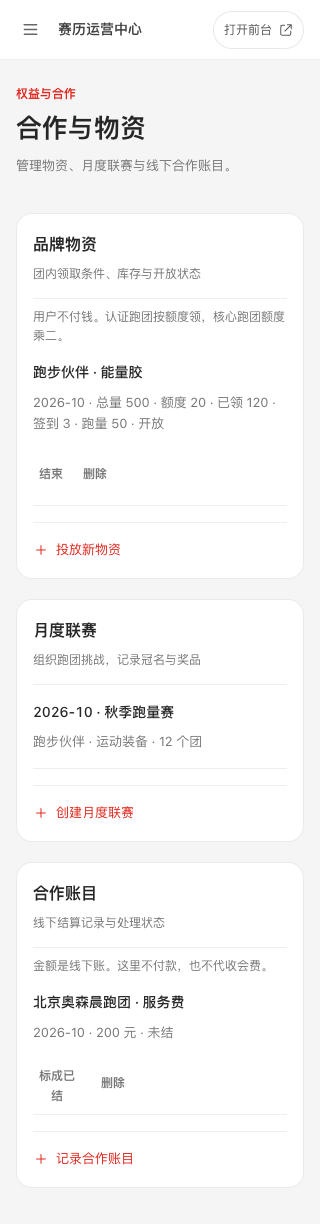 赛历运营中心
打开前台
权益与合作
合作与物资
管理物资、月度联赛与线下合作账目。
品牌物资
团内领取条件、库存与开放状态
用户不付钱。认证跑团按额度领，核心跑团额度
乘二。
跑步伙伴 · 能量胶
2026-10 · 总量 500 · 额度 20 · 已领 120 ·
签到 3 · 跑量 50 · 开放
结束 删除
投放新物资
月度联赛
组织跑团挑战，记录冠名与奖品
2026-10 · 秋季跑量赛
跑步伙伴 · 运动装备 · 12 个团
创建月度联赛
合作账目
线下结算记录与处理状态
金额是线下账。这里不付款，也不代收会费。
北京奥森晨跑团 · 服务费
2026-10 · 200 元 · 未结
标成已
结
删除
记录合作账目